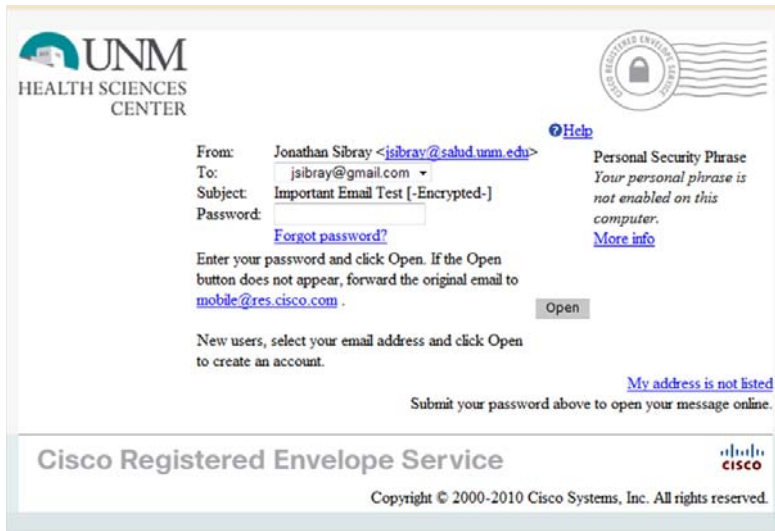 UNM
HEALTH SCIENCES
CENTER
CISCO REGISTERED ENVELOPE SERVICE
Help
From: Jonathan Sibray <jsibray@salud.unm.edu>
To: jsibray@gmail.com
Subject: Important Email Test [-Encrypted-]
Password:
Forgot password?
Personal Security Phrase
Your personal phrase is
not enabled on this
computer.
More info
Enter your password and click Open. If the Open
button does not appear, forward the original email to
mobile@res.cisco.com .
Open
New users, select your email address and click Open
to create an account.
My address is not listed
Submit your password above to open your message online.
Cisco Registered Envelope Service
CISCO
Copyright © 2000-2010 Cisco Systems, Inc. All rights reserved.